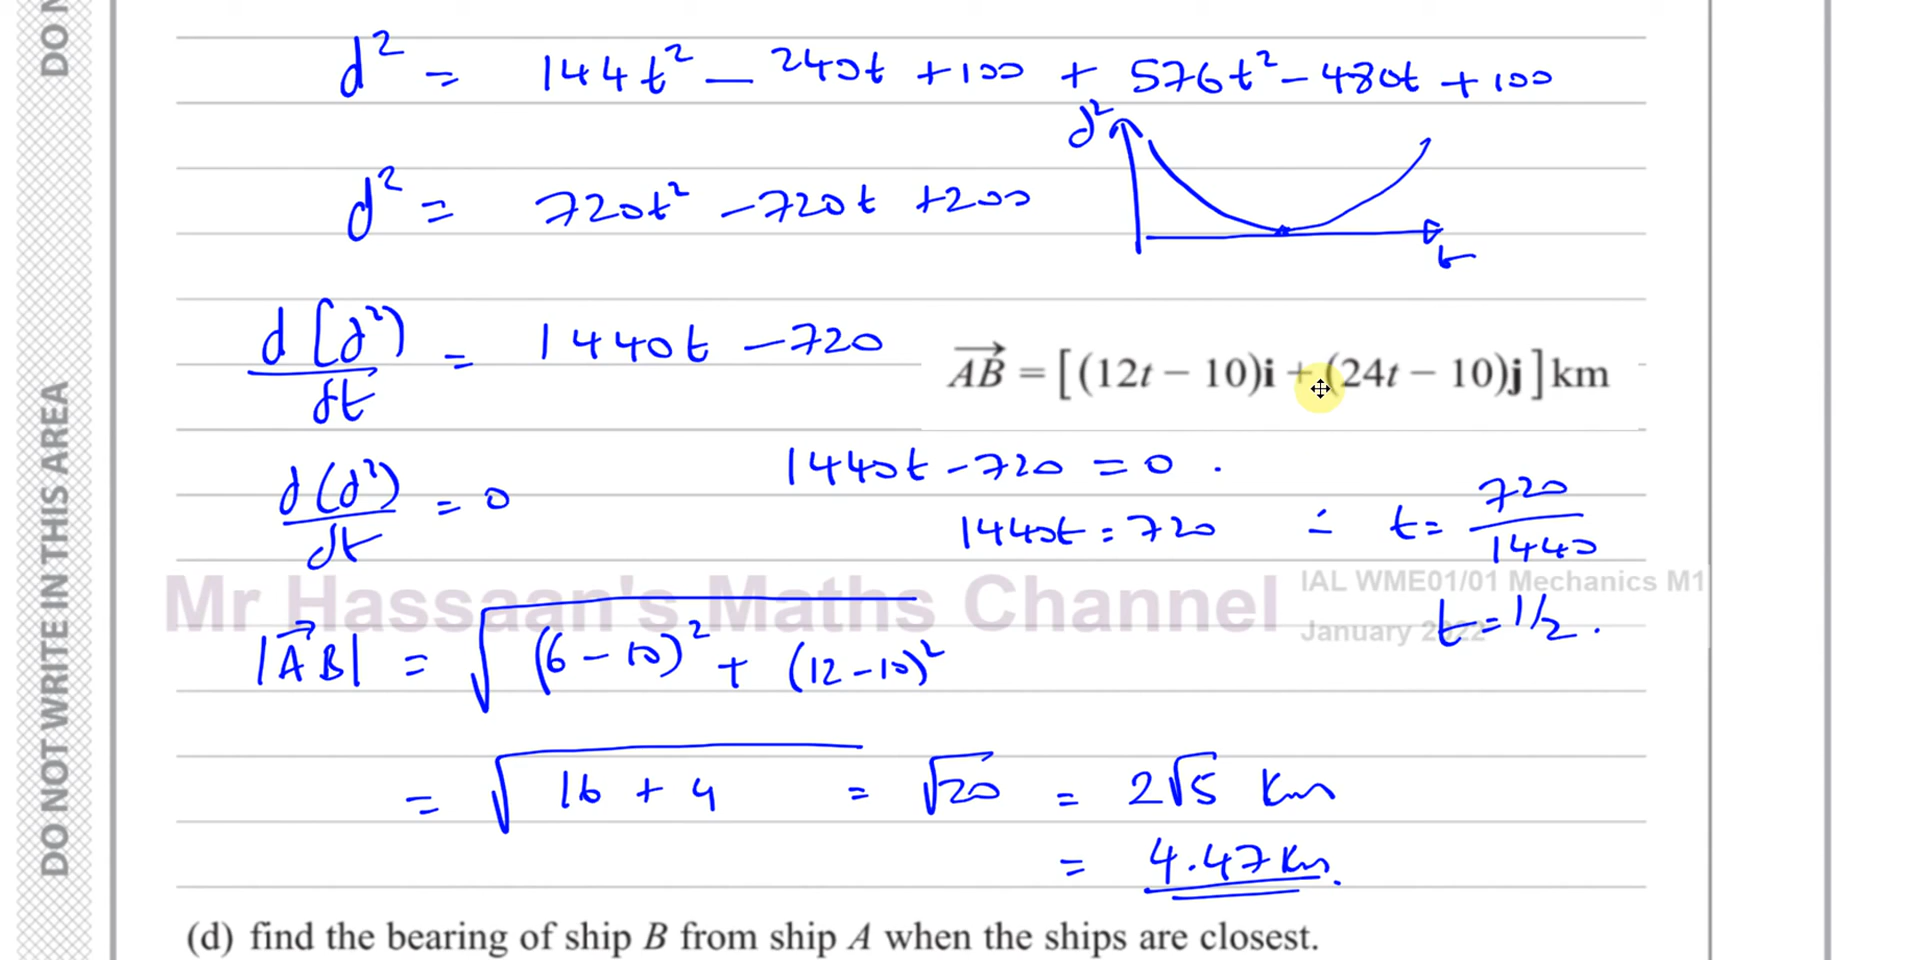 d² = 144t² − 240t + 100 + 576t² − 480t + 100
d² = 720t² − 720t + 200
d²
t
d(d²)/dt = 1440t − 720
AB = [(12t − 10)i + (24t − 10)j] km
d(d²)/dt = 0
1440t − 720 = 0 .
1440t = 720 ∴ t = 720/1440
Mr Hassaan's Maths Channel
IAL WME01/01 Mechanics M1
January 2022
t = 1/2 .
|AB| = √((6 − 10)² + (12 − 10)²)
= √(16 + 4) = √20 = 2√5 km
= 4.47 km.
(d) find the bearing of ship B from ship A when the ships are closest.
DO NOT WRITE IN THIS AREA